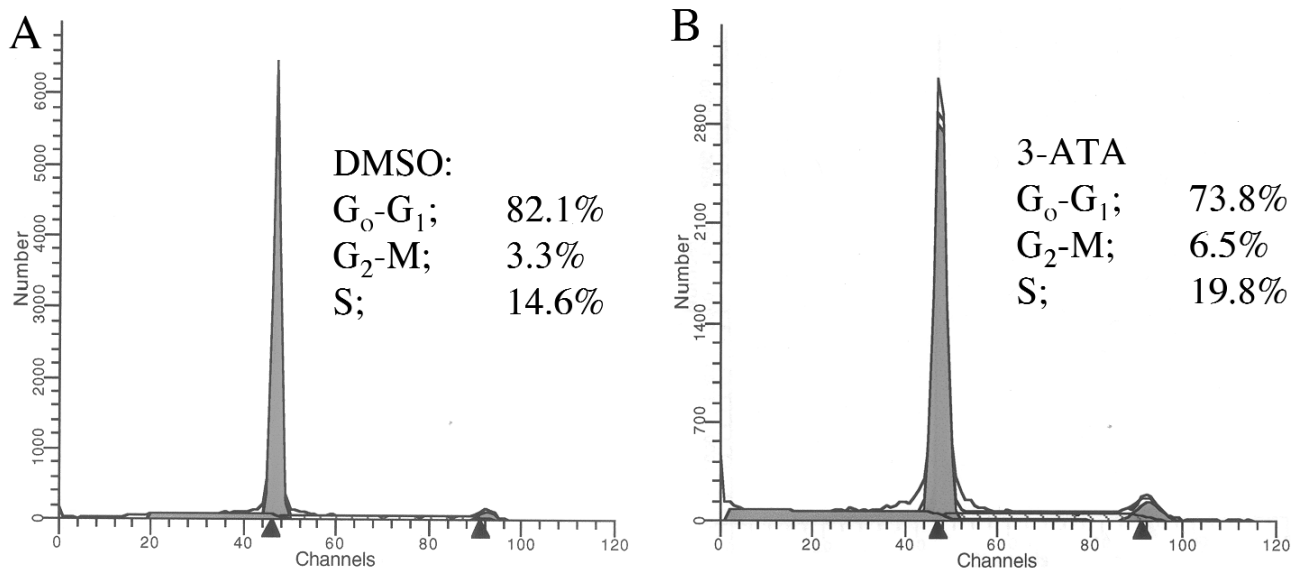 A
Number
0
1000
2000
3000
4000
5000
6000
DMSO:
G₀-G₁; 82.1%
G₂-M; 3.3%
S; 14.6%
0 20 40 60 80 100 120
Channels
B
Number
0
700
1400
2100
2800
3-ATA
G₀-G₁; 73.8%
G₂-M; 6.5%
S; 19.8%
0 20 40 60 80 100 120
Channels